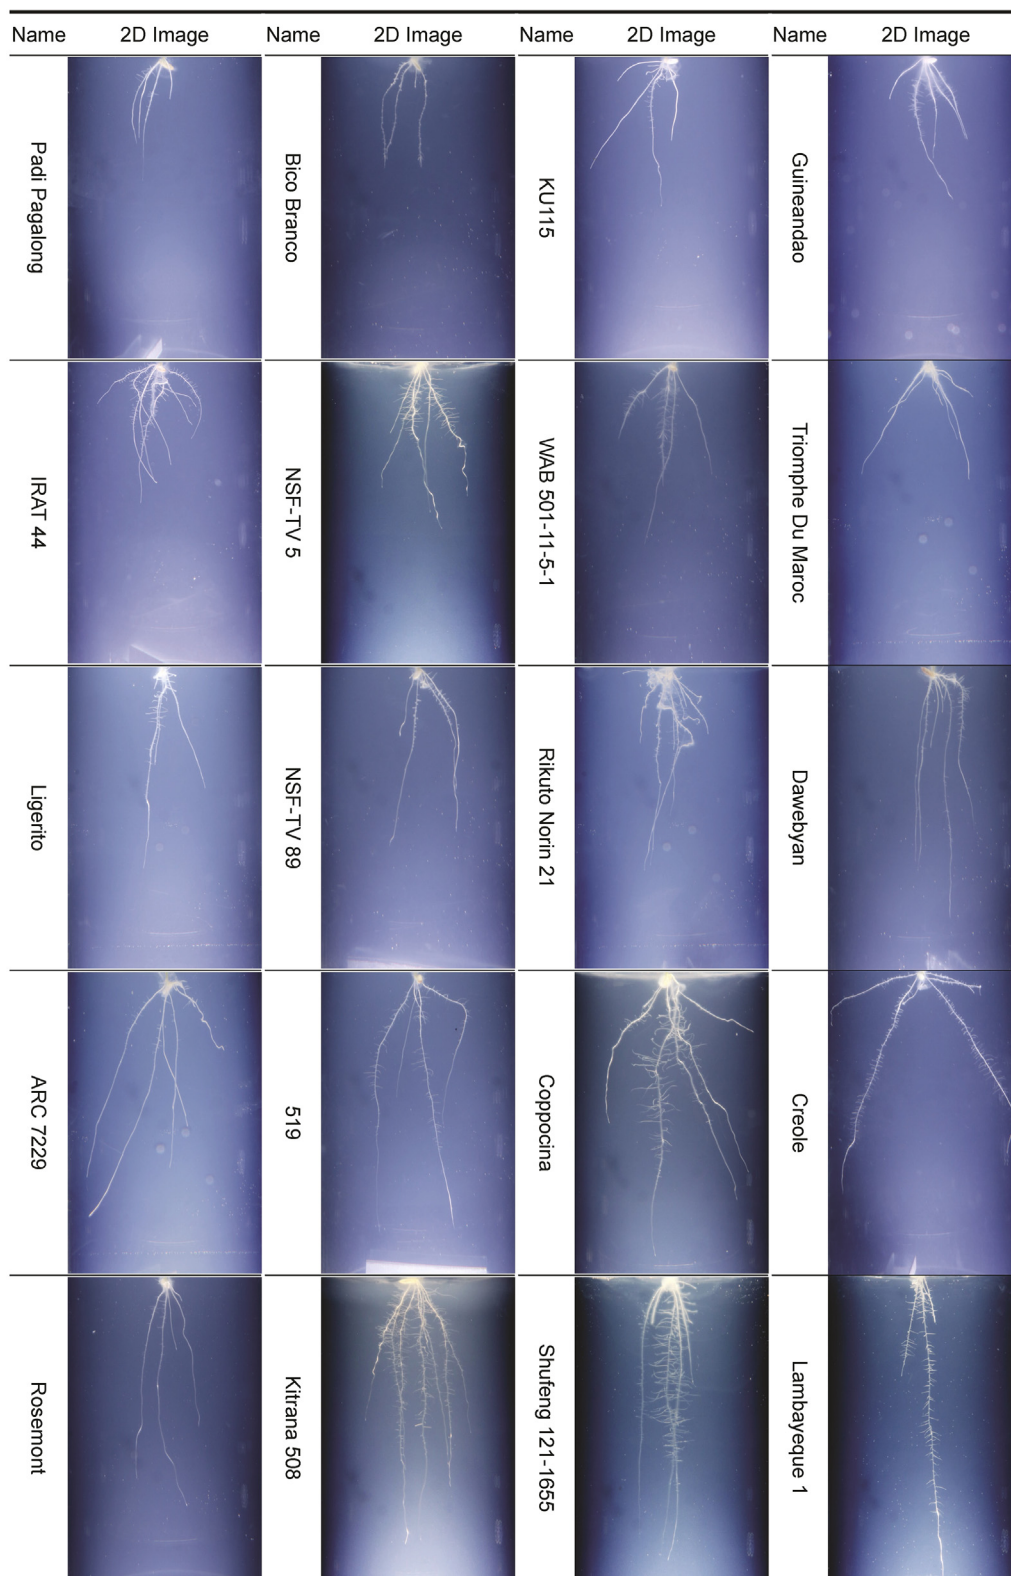 Name 2D Image Name 2D Image Name 2D Image Name 2D Image
Padi Pagalong
Bico Branco
KU115
Guineandao
IRAT 44
NSF-TV 5
WAB 501-11-5-1
Triomphe Du Maroc
Ligerito
NSF-TV 89
Rikuto Norin 21
Dawebyan
ARC 7229
519
Coppocina
Creole
Rosemont
Kitrana 508
Shufeng 121-1655
Lambayeque 1